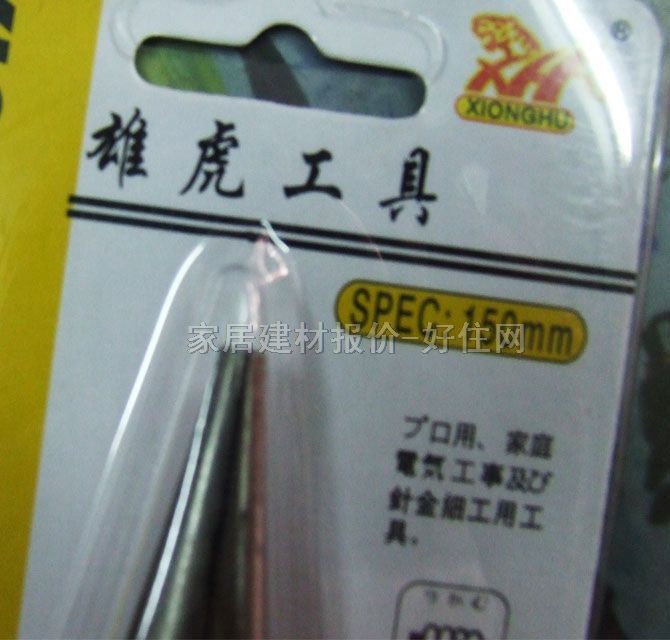 XIONGHU
®
雄虎工具
SPEC: 150mm
家居建材报价-好住网
プロ用、家庭
電気工事及び
針金細工用工
具.